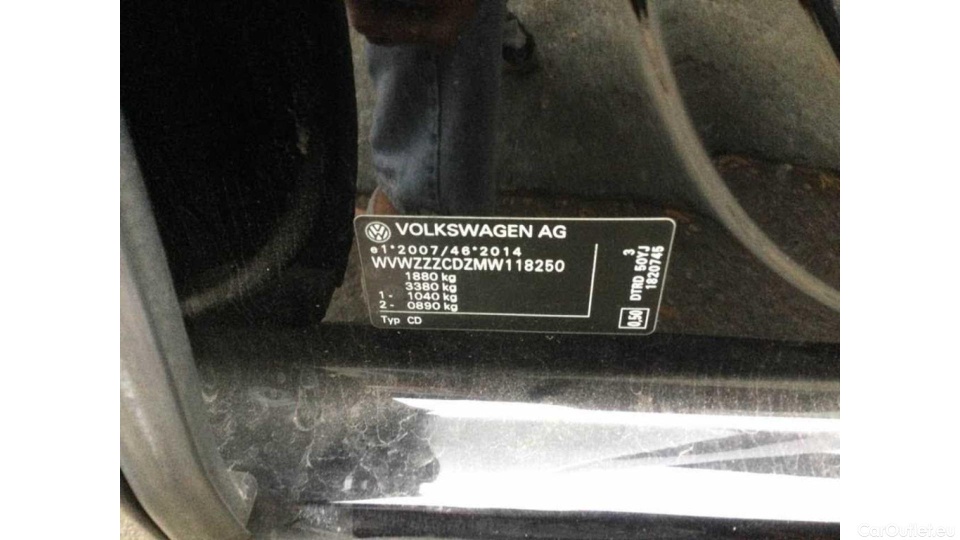 VOLKSWAGEN AG
e1*2007/46*2014
WVWZZZCDZMW118250
1880 kg
3380 kg
1- 1040 kg
2- 0890 kg
Typ CD
3
0,50 DTRD 50YJ
1820745
CarOutlet.eu